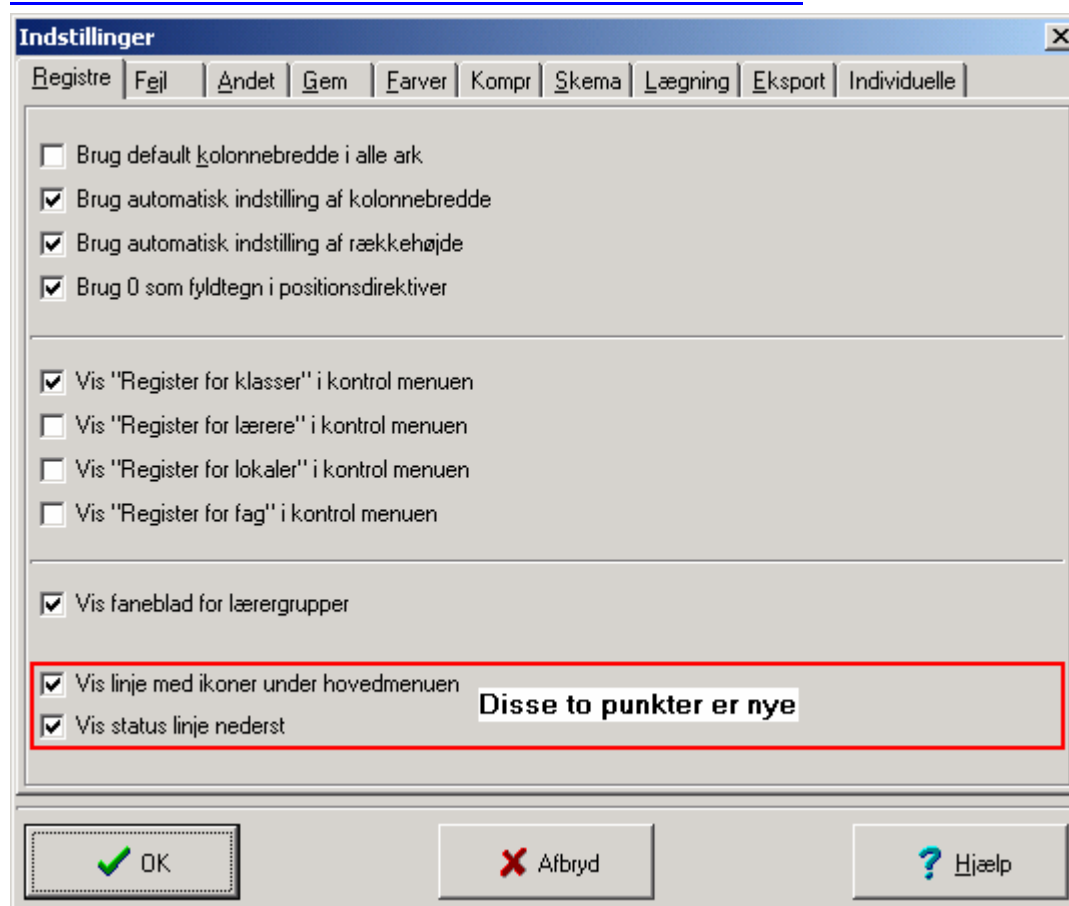 Indstillinger
Registre Fejl Andet Gem Farver Kompr Skema Lægning Eksport Individuelle
Brug default kolonnebredde i alle ark
Brug automatisk indstilling af kolonnebredde
Brug automatisk indstilling af rækkehøjde
Brug 0 som fyldtegn i positionsdirektiver
Vis "Register for klasser" i kontrol menuen
Vis "Register for lærere" i kontrol menuen
Vis "Register for lokaler" i kontrol menuen
Vis "Register for fag" i kontrol menuen
Vis faneblad for lærergrupper
Vis linje med ikoner under hovedmenuen
Disse to punkter er nye
Vis status linje nederst
OK Afbryd Hjælp